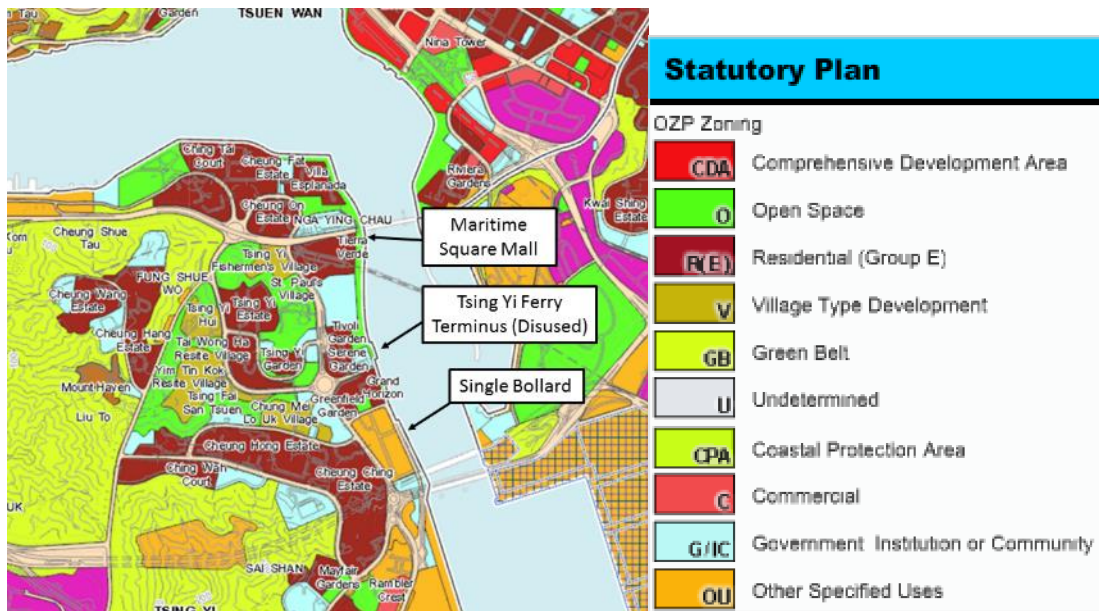 Tau
Garden
TSUEN WAN
Nina Tower
Ching Tai
Court
Cheung Fat
Estate
Villa
Esplanada
Riviera
Gardens
Cheung On
Estate
NGA YING CHAU
Kwai Shing
Estate
Maritime
Square Mall
Cheung Shue
Tau
Kom
Tierra
Verde
Tsing Yi
Fishermen's Village
FUNG SHUE
WO
St Paul's
Village
Cheung Wang
Estate
Tsing Yi
Hui
Tsing Yi
Estate
Tsing Yi Ferry
Terminus (Disused)
Cheung Hang
Estate
Tivoli
Garden
Tai Wong Ha
Resite Village
Serene
Garden
Tsing Yi
Garden
Yim Tin Kok
Resite Village
Single Bollard
Mount Haven
Grand
Horizon
Liu To
Tsing Fai
San Tsuen
Greenfield
Garden
Chung Mei
Lo Uk Village
Cheung Hong Estate
Ching Wah
Court
Cheung Ching
Estate
UK
SAI SHAN
Mayfair
Gardens
Rambler
Crest
TSING YI
Statutory Plan
OZP Zoning
CDA Comprehensive Development Area
O Open Space
R(E) Residential (Group E)
V Village Type Development
GB Green Belt
U Undetermined
CPA Coastal Protection Area
C Commercial
G/IC Government Institution or Community
OU Other Specified Uses